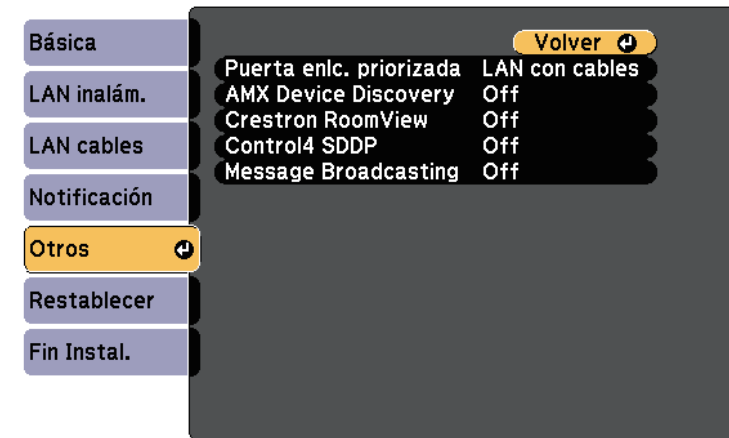 Básica
LAN inalám.
LAN cables
Notificación
Otros
Restablecer
Fin Instal.
Volver
Puerta enlc. priorizada LAN con cables
AMX Device Discovery Off
Crestron RoomView Off
Control4 SDDP Off
Message Broadcasting Off